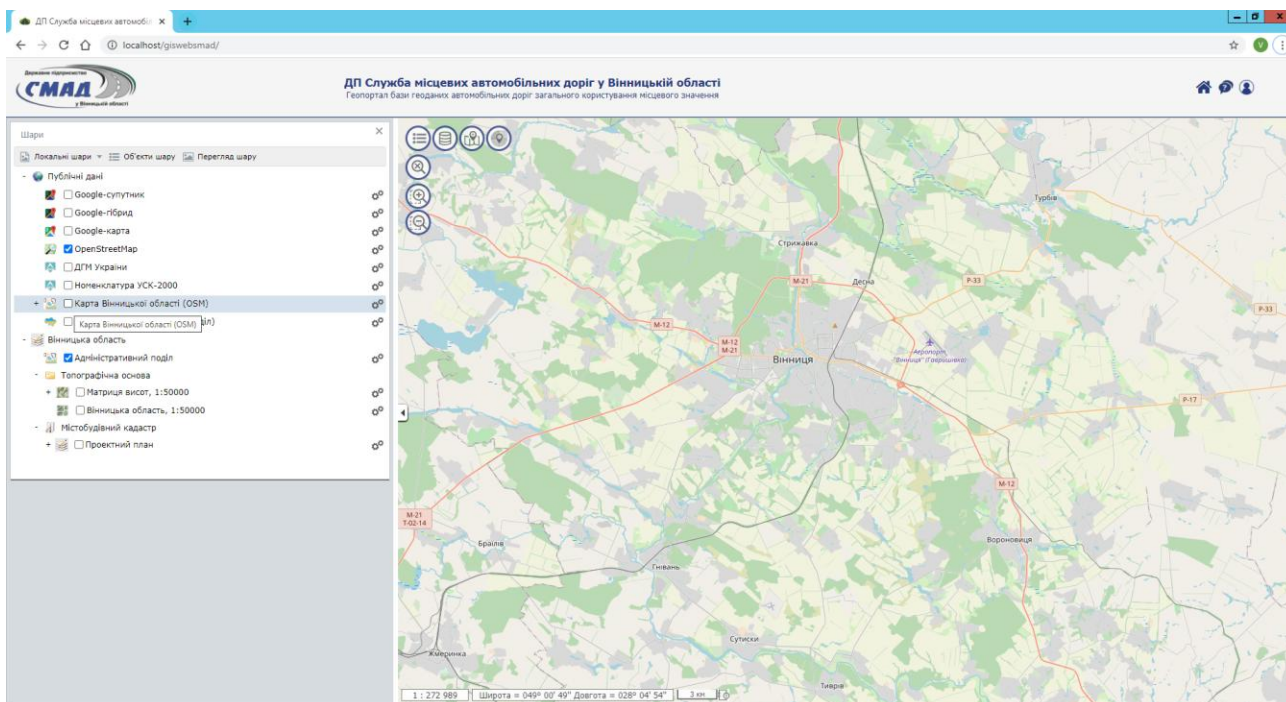 ДП Служба місцевих автомобіл
localhost/giswebsmad/
V
Державне підприємство
СМАД
у Вінницькій області
ДП Служба місцевих автомобільних доріг у Вінницькій області
Геопортал бази геоданих автомобільних доріг загального користування місцевого значення
Шари
Локальні шари
Об'єкти шару
Перегляд шару
Публічні дані
Google-супутник
Google-гібрид
Google-карта
OpenStreetMap
ДГМ України
Номенклатура УСК-2000
Карта Вінницької області (OSM)
Карта Вінницької області (OSM)
діл)
Вінницька область
Адміністративний поділ
Топографічна основа
Матриця висот, 1:50000
Вінницька область, 1:50000
Містобудівний кадастр
Проектний план
Турбів
Стрижавка
М-21
Десна
Р-33
Р-33
М-12
М-12
М-21
Вінниця
Аеропорт
"Вінниця" (Гавришівка)
Р-17
М-12
М-21
Т-02-14
Браїлів
Вороновиця
Гнівань
Сутиски
Жмеринка
Тиврів
1 : 272 989
Широта = 049° 00' 49" Довгота = 028° 04' 54"
3 км